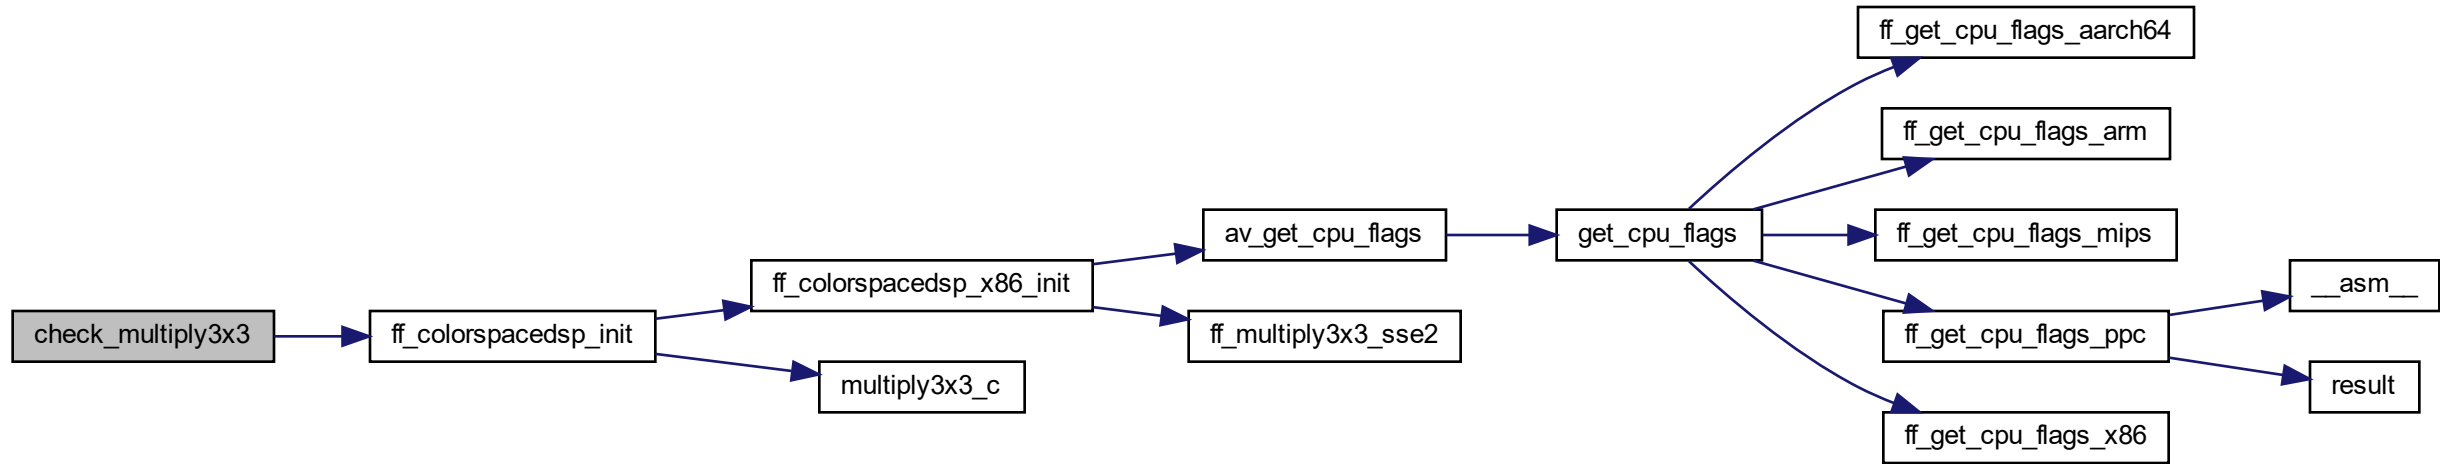 ff_get_cpu_flags_aarch64
ff_get_cpu_flags_arm
av_get_cpu_flags
get_cpu_flags
ff_get_cpu_flags_mips
ff_colorspacedsp_x86_init
__asm__
check_multiply3x3
ff_colorspacedsp_init
ff_multiply3x3_sse2
ff_get_cpu_flags_ppc
multiply3x3_c
result
ff_get_cpu_flags_x86